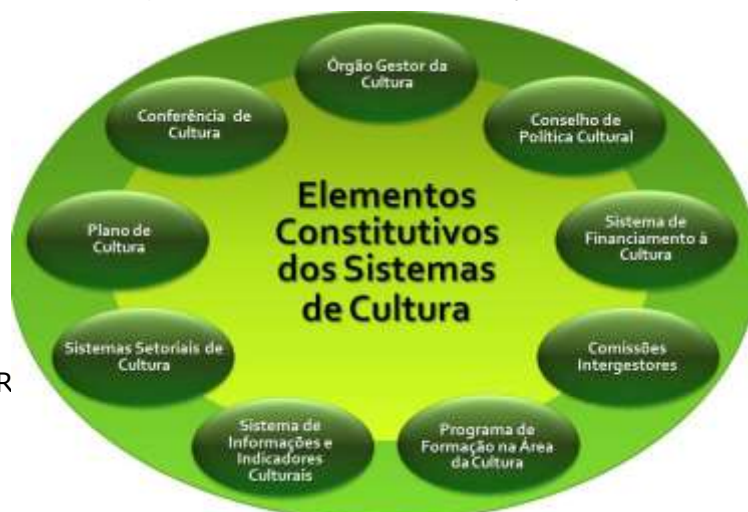 Órgão Gestor da
Cultura
Conferência de
Cultura
Conselho de
Política Cultural
Elementos
Constitutivos
dos Sistemas
de Cultura
Plano de
Cultura
Sistema de
Financiamento à
Cultura
Sistemas Setoriais de
Cultura
Comissões
Intergestores
R
Sistema de
Informações e
Indicadores
Culturais
Programa de
Formação na Área
da Cultura